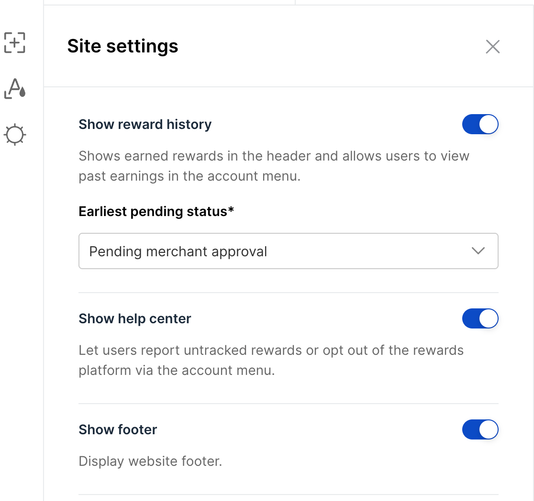 Site settings
Show reward history
Shows earned rewards in the header and allows users to view
past earnings in the account menu.
Earliest pending status*
Pending merchant approval
Show help center
Let users report untracked rewards or opt out of the rewards
platform via the account menu.
Show footer
Display website footer.